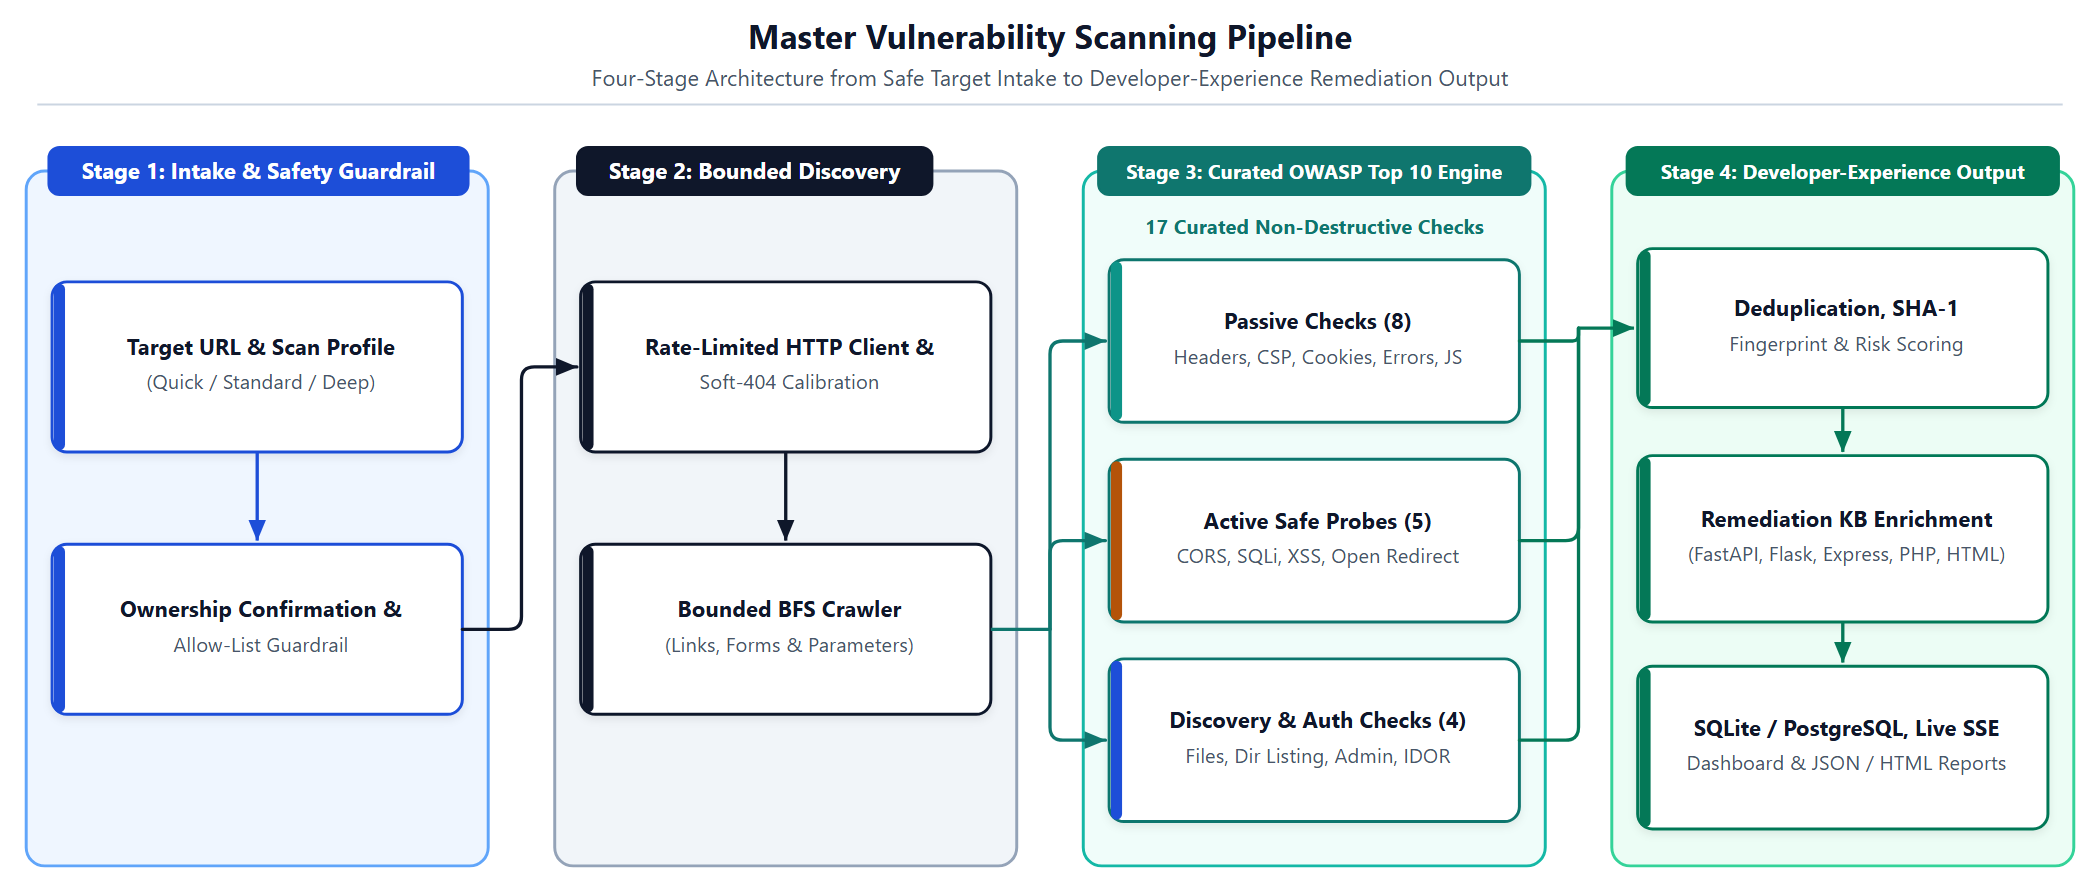 Master Vulnerability Scanning Pipeline
Four-Stage Architecture from Safe Target Intake to Developer-Experience Remediation Output
Stage 1: Intake & Safety Guardrail
Target URL & Scan Profile
(Quick / Standard / Deep)
Ownership Confirmation &
Allow-List Guardrail
Stage 2: Bounded Discovery
Rate-Limited HTTP Client &
Soft-404 Calibration
Bounded BFS Crawler
(Links, Forms & Parameters)
Stage 3: Curated OWASP Top 10 Engine
17 Curated Non-Destructive Checks
Passive Checks (8)
Headers, CSP, Cookies, Errors, JS
Active Safe Probes (5)
CORS, SQLi, XSS, Open Redirect
Discovery & Auth Checks (4)
Files, Dir Listing, Admin, IDOR
Stage 4: Developer-Experience Output
Deduplication, SHA-1
Fingerprint & Risk Scoring
Remediation KB Enrichment
(FastAPI, Flask, Express, PHP, HTML)
SQLite / PostgreSQL, Live SSE
Dashboard & JSON / HTML Reports